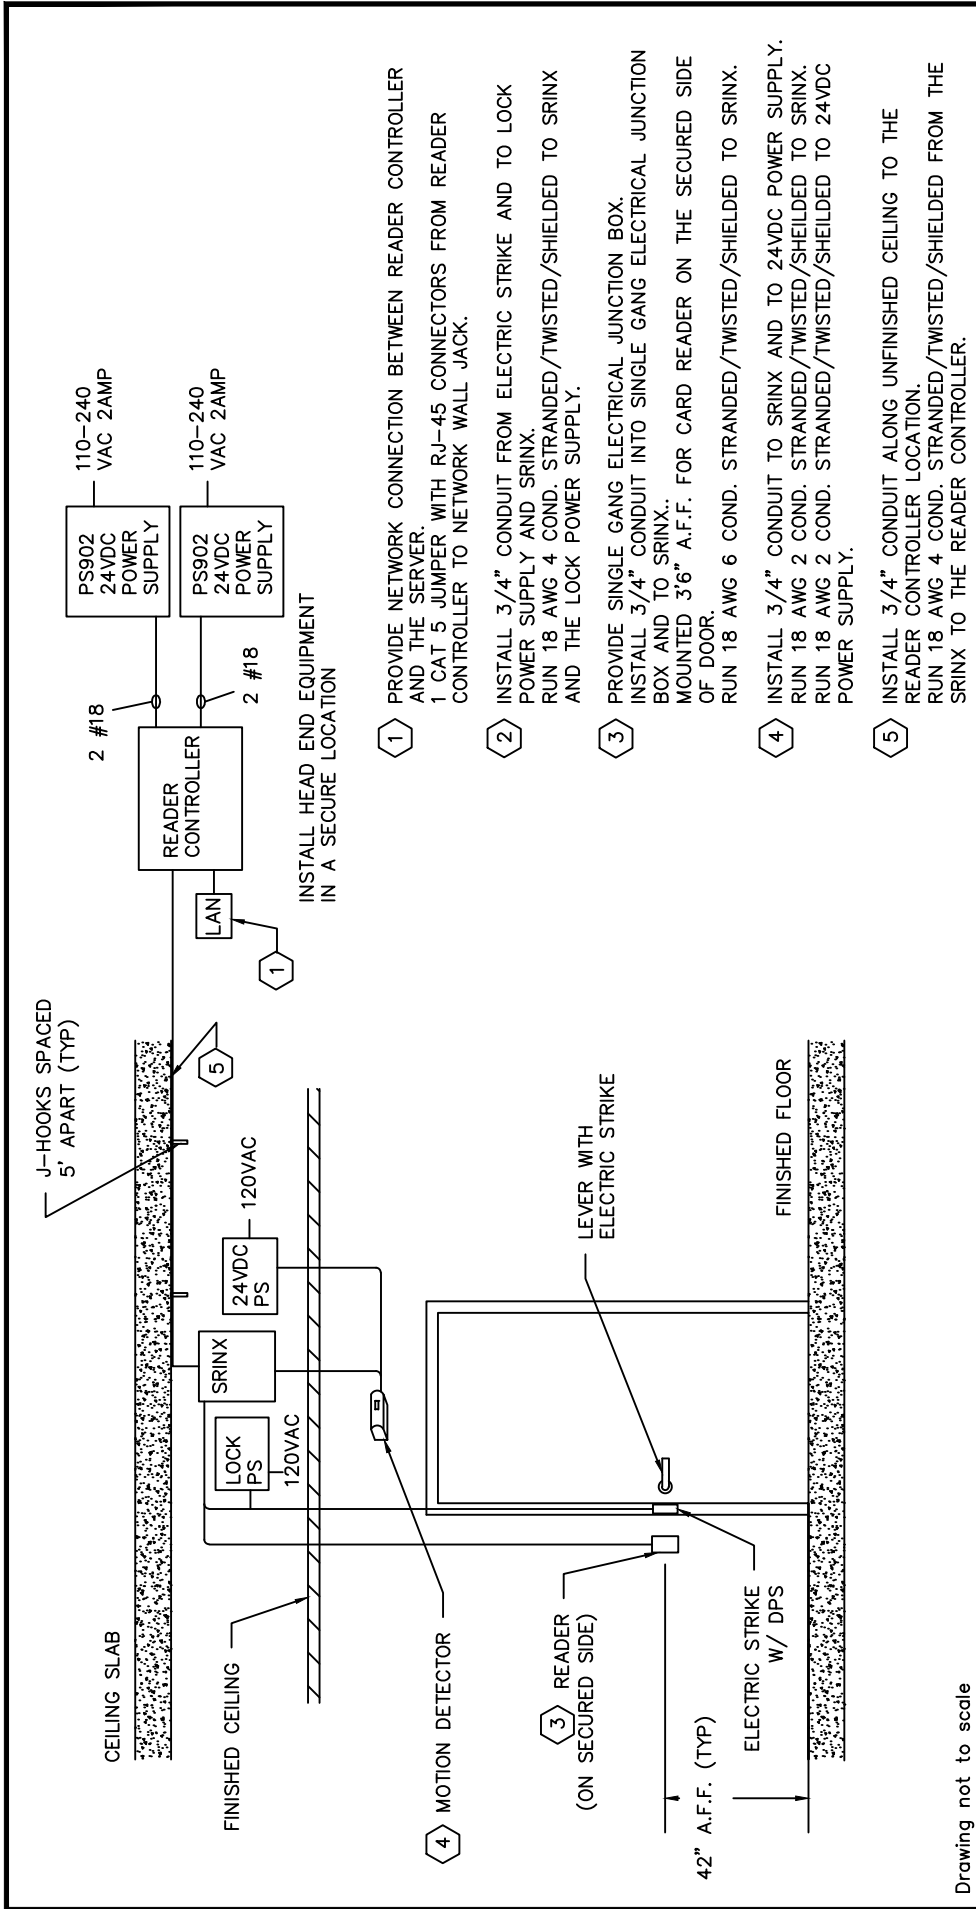 CEILING SLAB
J-HOOKS SPACED
5' APART (TYP)
110-240
VAC 2AMP
PS902
24VDC
POWER
SUPPLY
2 #18
110-240
VAC 2AMP
PS902
24VDC
POWER
SUPPLY
2 #18
READER
CONTROLLER
LAN
1
5
INSTALL HEAD END EQUIPMENT
IN A SECURE LOCATION
FINISHED CEILING
LOCK
PS
120VAC
SRINX
24VDC
PS
120VAC
4
MOTION DETECTOR
3
READER
(ON SECURED SIDE)
LEVER WITH
ELECTRIC STRIKE
42" A.F.F. (TYP)
ELECTRIC STRIKE
W/ DPS
FINISHED FLOOR
Drawing not to scale
1
PROVIDE NETWORK CONNECTION BETWEEN READER CONTROLLER
AND THE SERVER.
1 CAT 5 JUMPER WITH RJ-45 CONNECTORS FROM READER
CONTROLLER TO NETWORK WALL JACK.
2
INSTALL 3/4" CONDUIT FROM ELECTRIC STRIKE AND TO LOCK
POWER SUPPLY AND SRINX.
RUN 18 AWG 4 COND. STRANDED/TWISTED/SHIELDED TO SRINX
AND THE LOCK POWER SUPPLY.
3
PROVIDE SINGLE GANG ELECTRICAL JUNCTION BOX.
INSTALL 3/4" CONDUIT INTO SINGLE GANG ELECTRICAL JUNCTION
BOX AND TO SRINX.
MOUNTED 3'6" A.F.F. FOR CARD READER ON THE SECURED SIDE
OF DOOR.
RUN 18 AWG 6 COND. STRANDED/TWISTED/SHIELDED TO SRINX.
4
INSTALL 3/4" CONDUIT TO SRINX AND TO 24VDC POWER SUPPLY.
RUN 18 AWG 2 COND. STRANDED/TWISTED/SHEILDED TO SRINX.
RUN 18 AWG 2 COND. STRANDED/TWISTED/SHEILDED TO 24VDC
POWER SUPPLY.
5
INSTALL 3/4" CONDUIT ALONG UNFINISHED CEILING TO THE
READER CONTROLLER LOCATION.
RUN 18 AWG 4 COND. STRANDED/TWISTED/SHIELDED FROM THE
SRINX TO THE READER CONTROLLER.